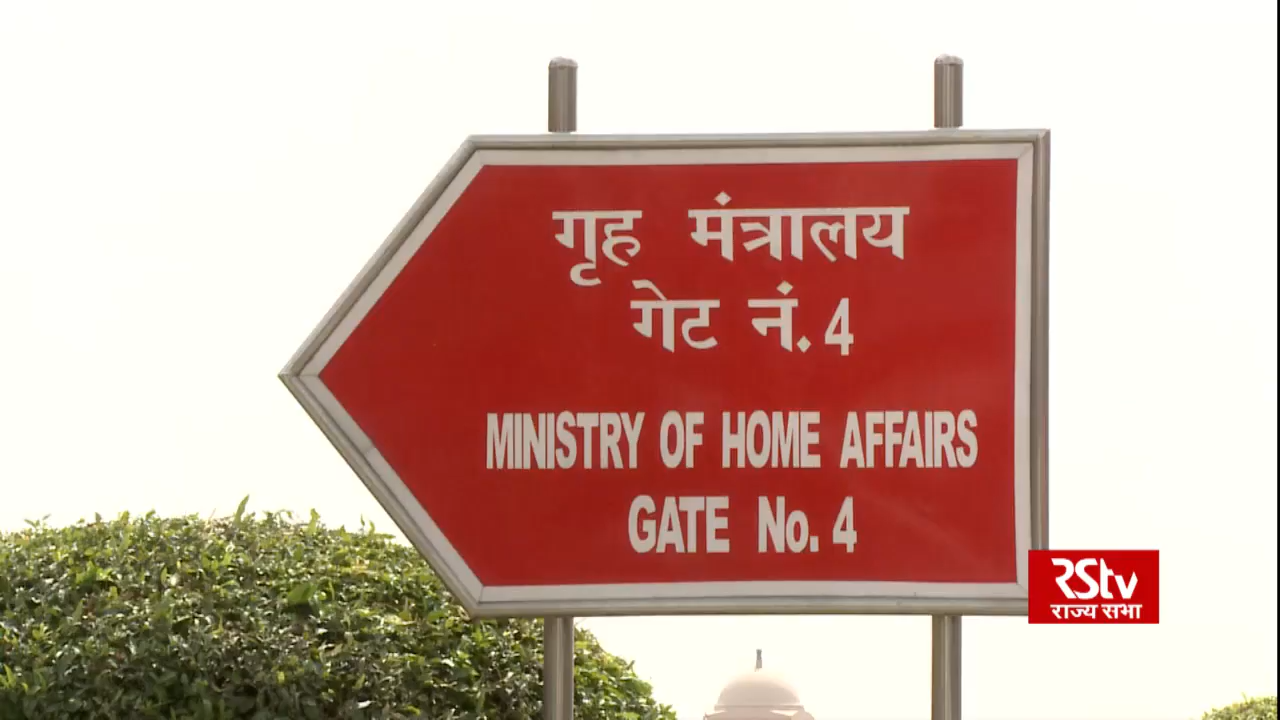 गृह मंत्रालय
गेट नं. 4
MINISTRY OF HOME AFFAIRS
GATE No. 4
RStv
राज्य सभा